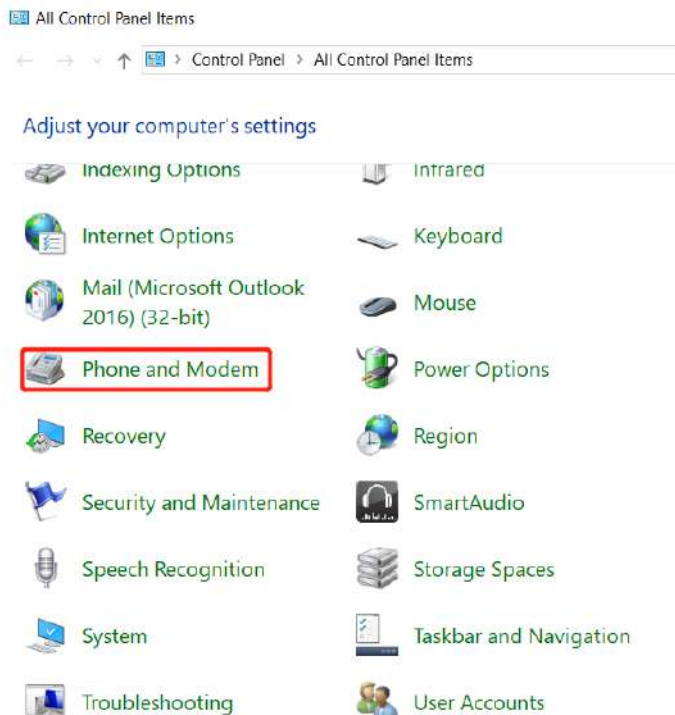 All Control Panel Items
Control Panel > All Control Panel Items
Adjust your computer's settings
Indexing Options
Infrared
Internet Options
Keyboard
Mail (Microsoft Outlook
2016) (32-bit)
Mouse
Phone and Modem
Power Options
Recovery
Region
Security and Maintenance
SmartAudio
Speech Recognition
Storage Spaces
System
Taskbar and Navigation
Troubleshooting
User Accounts